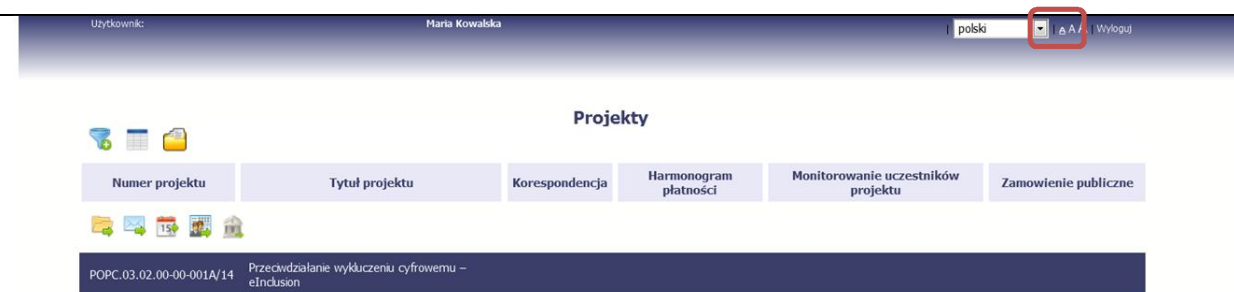 Użytkownik: Maria Kowalska | polski | A A A | Wyloguj
Projekty
Numer projektu Tytuł projektu Korespondencja Harmonogram płatności Monitorowanie uczestników projektu Zamowienie publiczne
15
POPC.03.02.00-00-001A/14 Przeciwdziałanie wykluczeniu cyfrowemu –
eInclusion